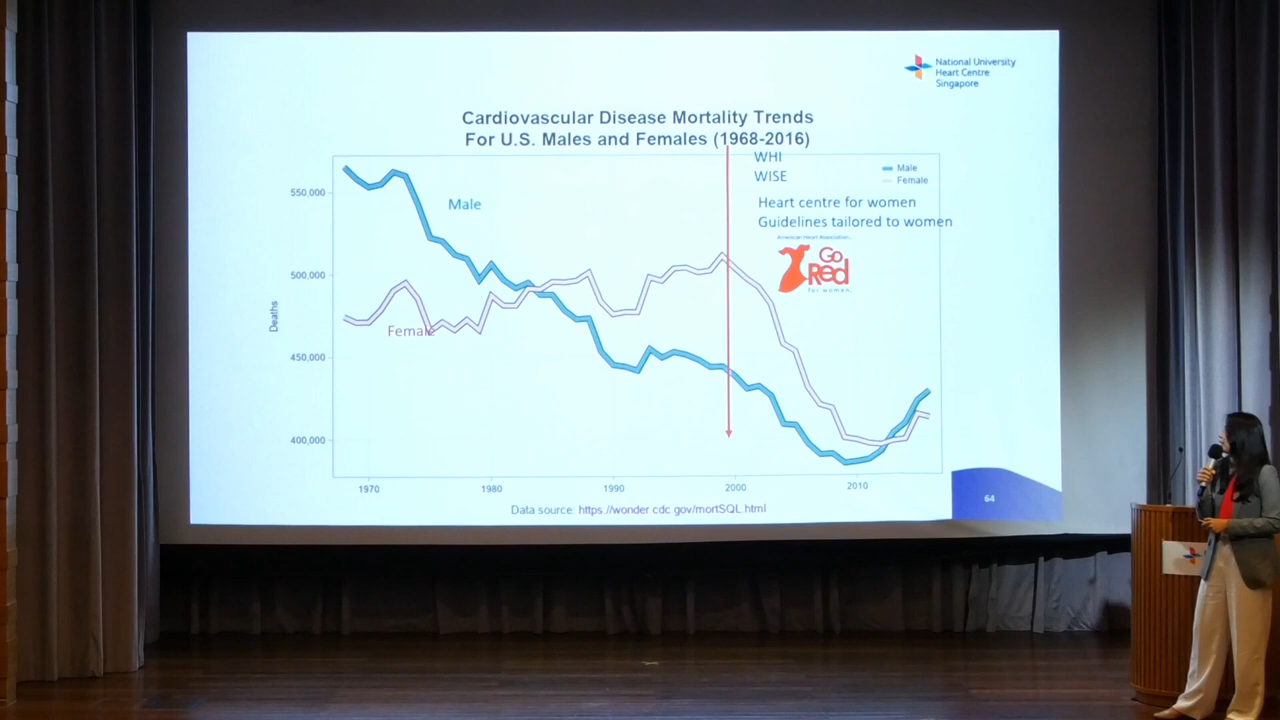 National University
Heart Centre
Singapore
Cardiovascular Disease Mortality Trends
For U.S. Males and Females (1968-2016)
WHI
WISE
Male
Female
Heart centre for women
Guidelines tailored to women
American Heart Association
Go
Red
for women
Male
Female
550,000
500,000
450,000
400,000
Deaths
1970
1980
1990
2000
2010
Data source: https://wonder.cdc.gov/mortSQL.html
64